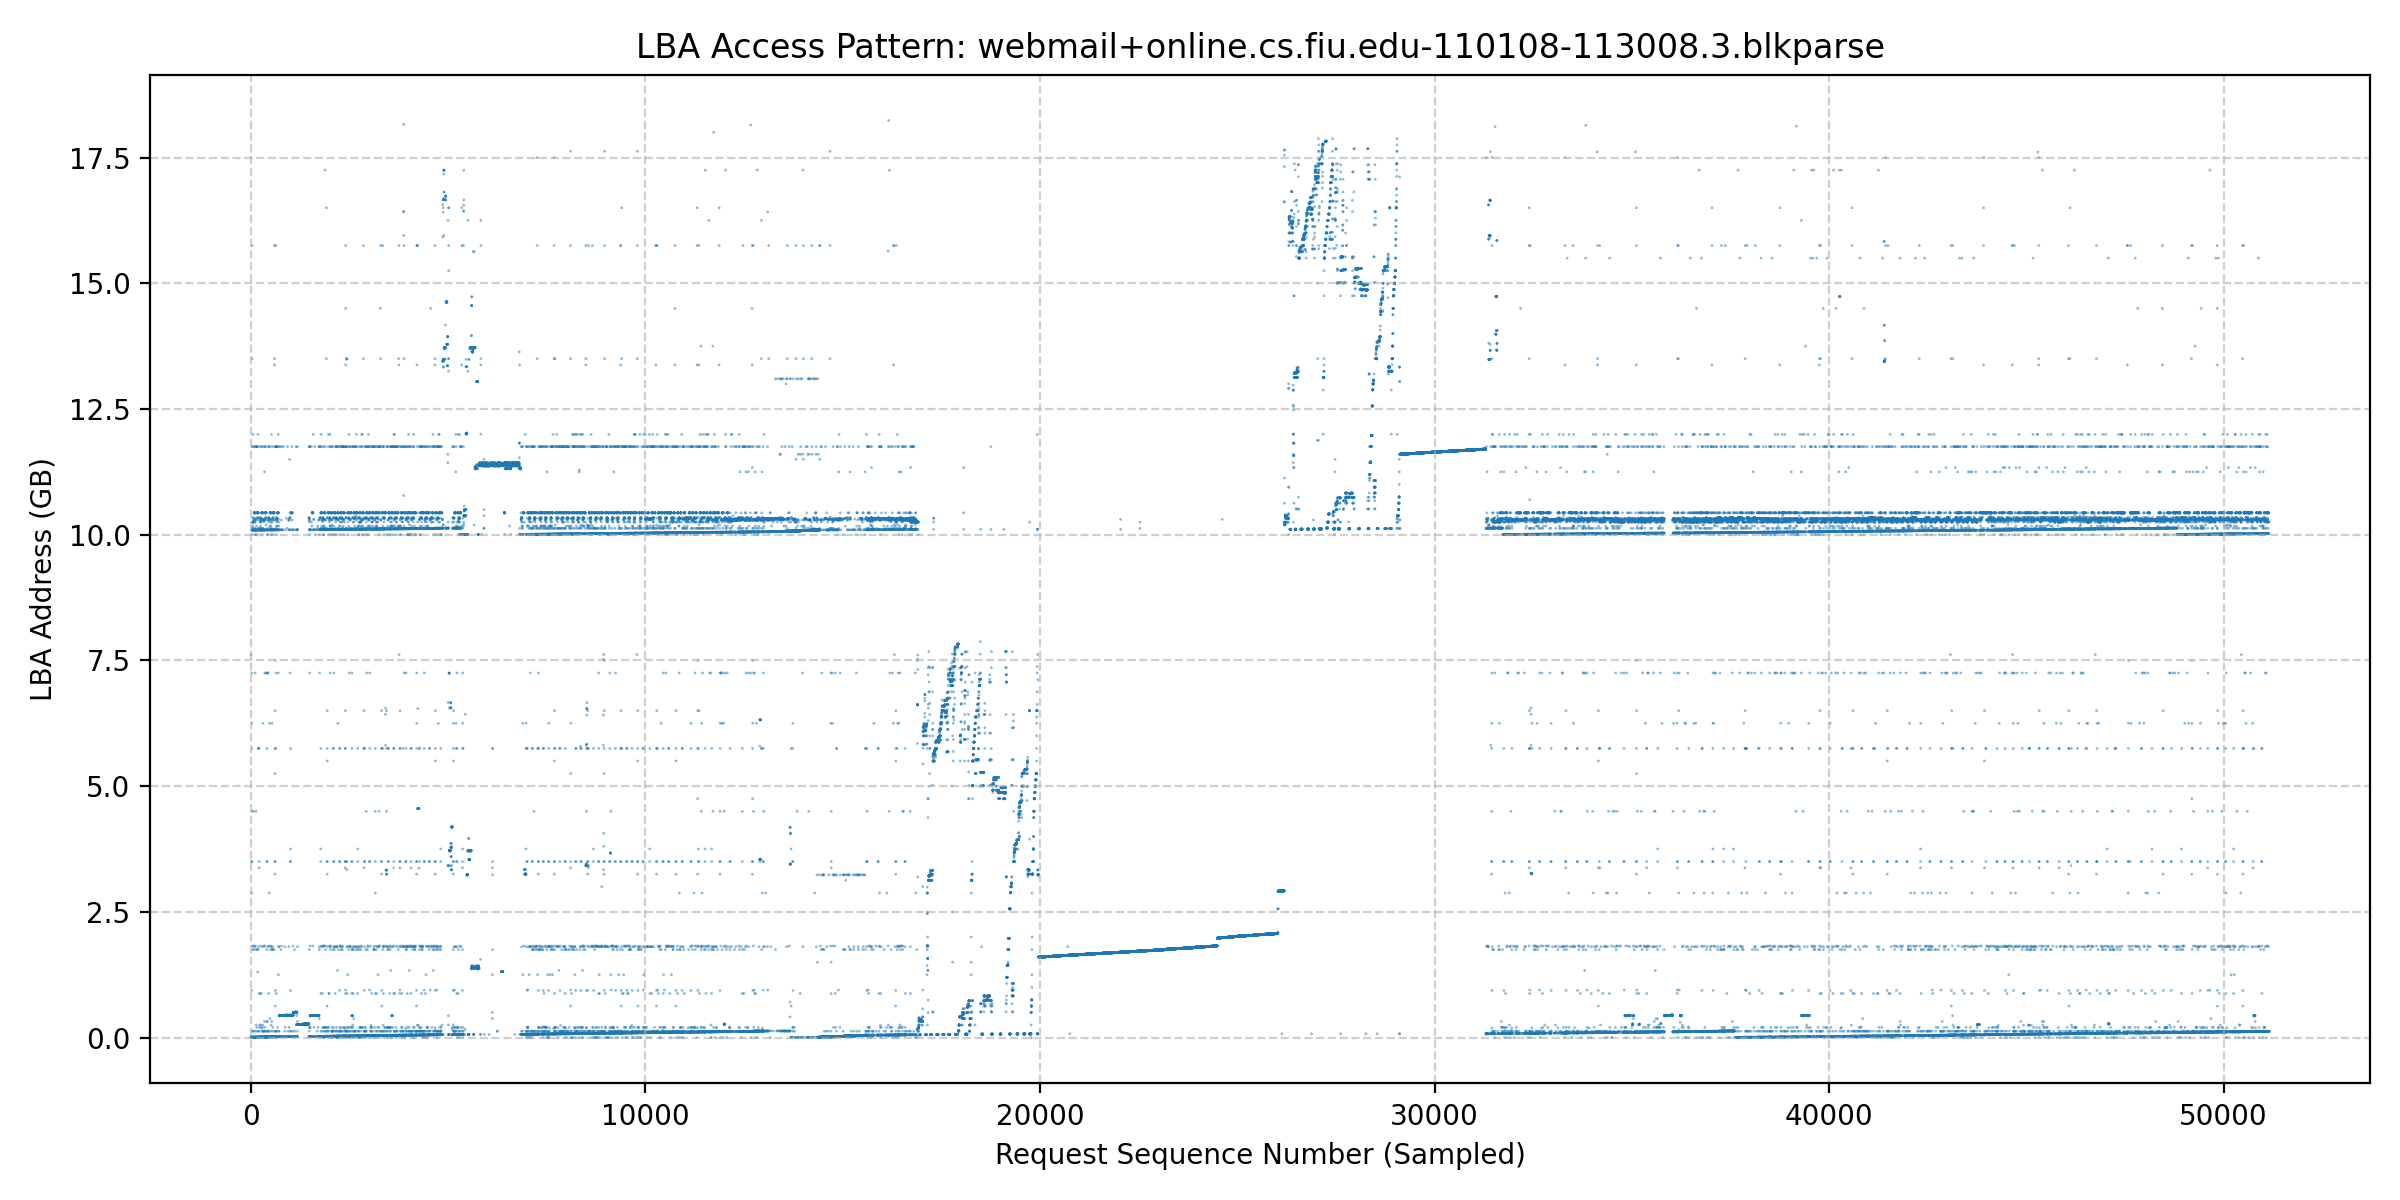 LBA Access Pattern: webmail+online.cs.fiu.edu-110108-113008.3.blkparse
LBA Address (GB)
17.5
15.0
12.5
10.0
7.5
5.0
2.5
0.0
0 10000 20000 30000 40000 50000
Request Sequence Number (Sampled)